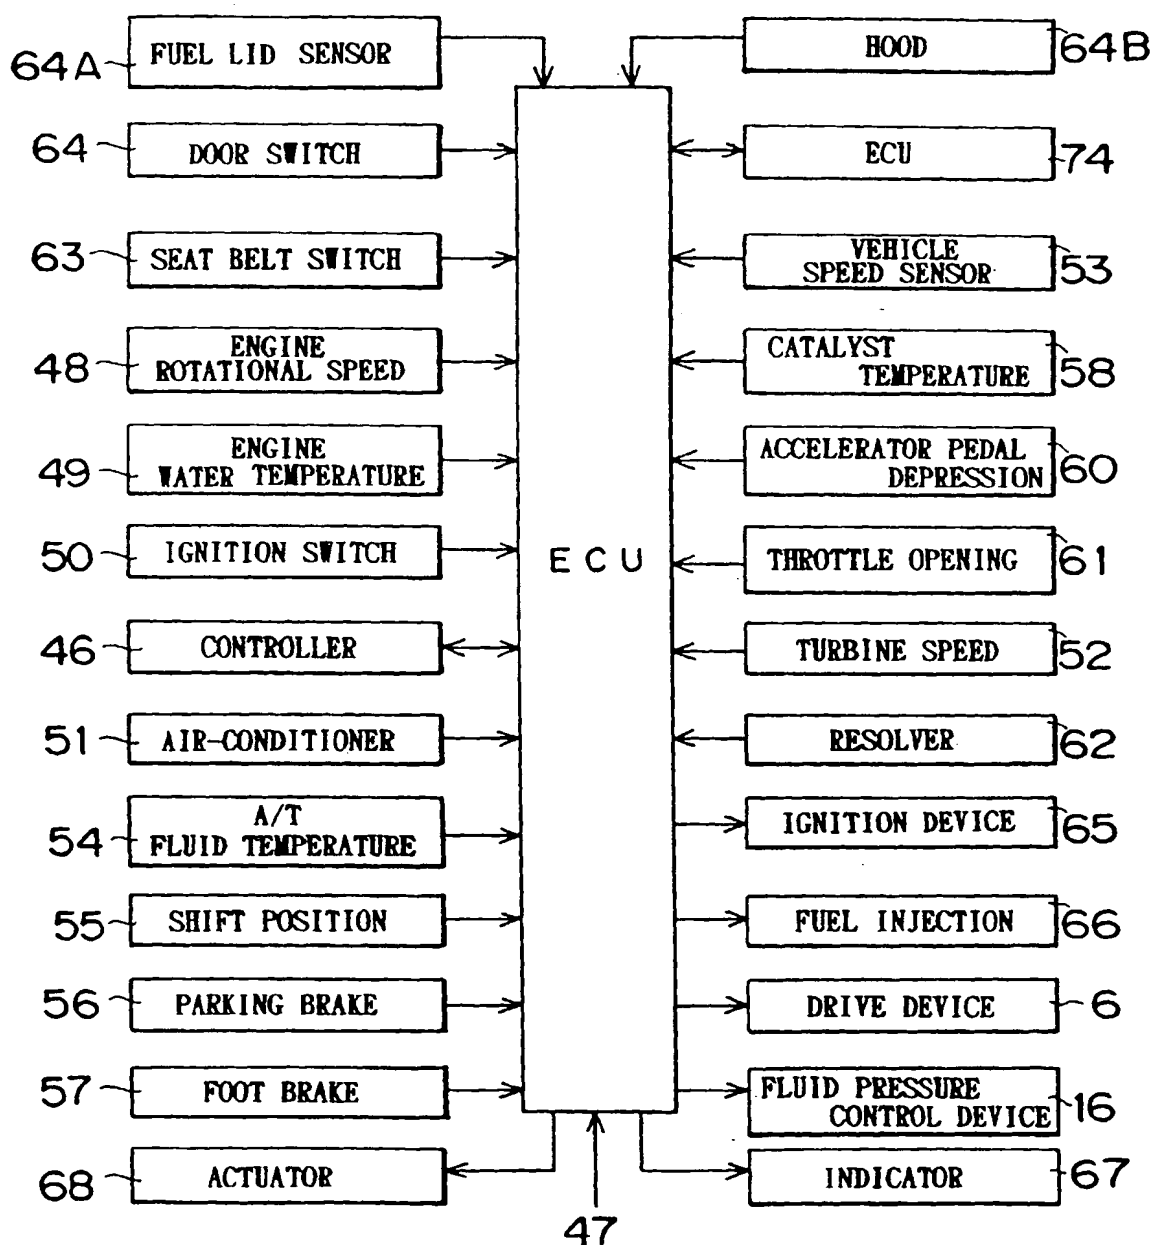 64A
FUEL LID SENSOR
HOOD
64B
64
DOOR SWITCH
ECU
74
63
SEAT BELT SWITCH
VEHICLE
SPEED SENSOR
53
48
ENGINE
ROTATIONAL SPEED
CATALYST
TEMPERATURE
58
49
ENGINE
WATER TEMPERATURE
ACCELERATOR PEDAL
DEPRESSION
60
50
IGNITION SWITCH
ECU
THROTTLE OPENING
61
46
CONTROLLER
TURBINE SPEED
52
51
AIR-CONDITIONER
RESOLVER
62
54
A/T
FLUID TEMPERATURE
IGNITION DEVICE
65
55
SHIFT POSITION
FUEL INJECTION
66
56
PARKING BRAKE
DRIVE DEVICE
6
57
FOOT BRAKE
FLUID PRESSURE
CONTROL DEVICE
16
68
ACTUATOR
INDICATOR
67
47